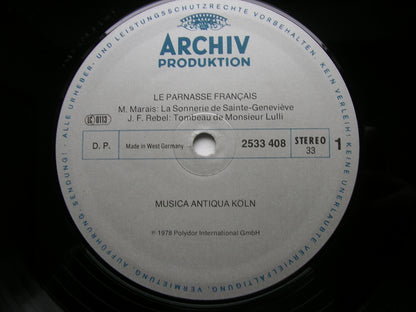 ALLE URHEBER- UND LEISTUNGSSCHUTZRECHTE VORBEHALTEN · KEIN VERLEIH! KEINE UNERLAUBTE VERVIELFÄLTIGUNG, VERMIETUNG, AUFFÜHRUNG, SENDUNG!
ARCHIV
PRODUKTION
LE PARNASSE FRANÇAIS
M. Marais: La Sonnerie de Sainte-Geneviève
J. F. Rebel: Tombeau de Monsieur Lulli
LC 0113
D. P. Made in West Germany 2533 408 STEREO 33 1
MUSICA ANTIQUA KÖLN
℗ 1978 Polydor International GmbH